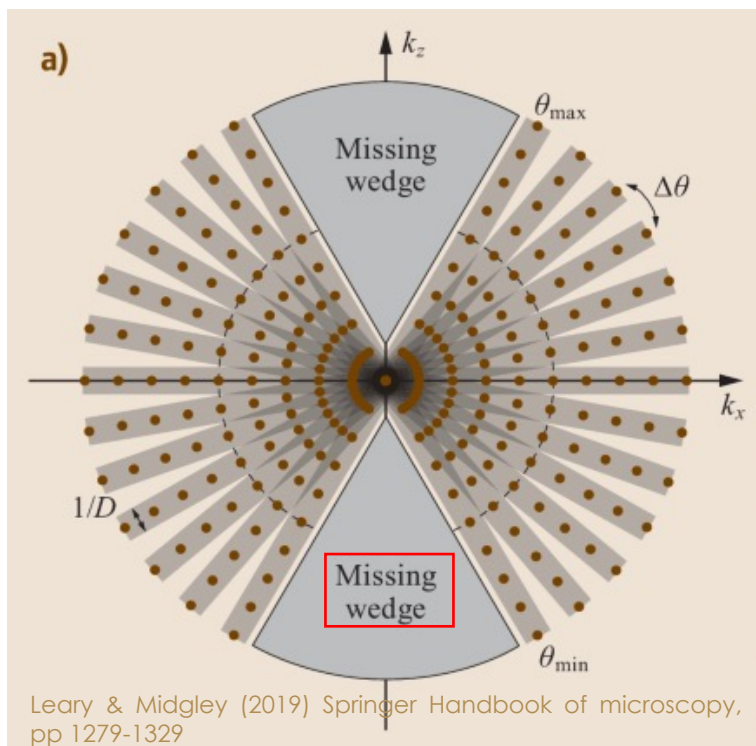 a)
k_z
θ_max
Missing
wedge
Δθ
k_x
1/D
Missing
wedge
θ_min
Leary & Midgley (2019) Springer Handbook of microscopy,
pp 1279-1329